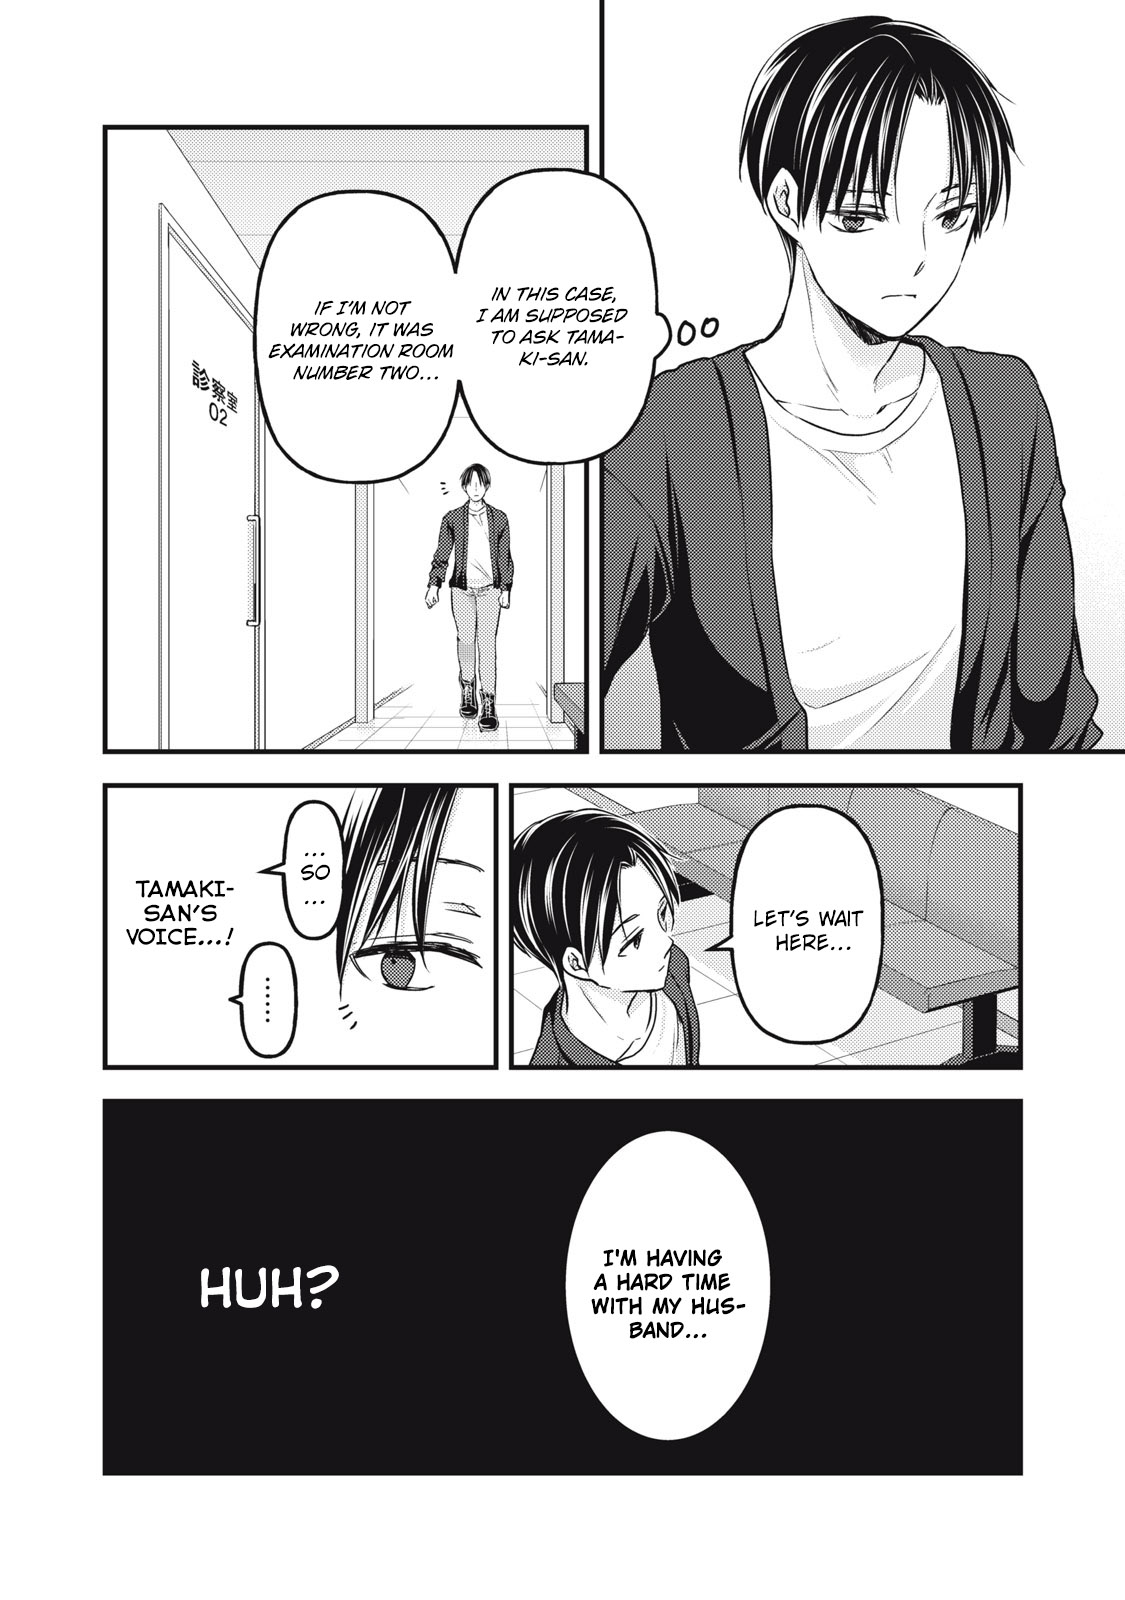 IN THIS CASE,
I AM SUPPOSED
TO ASK TAMA-
KI-SAN.
IF I'M NOT
WRONG, IT WAS
EXAMINATION ROOM
NUMBER TWO...
診察室
02
LET'S WAIT
HERE...
...
SO
...
TAMAKI-
SAN'S
VOICE...!
......
I'M HAVING
A HARD TIME
WITH MY HUS-
BAND...
HUH?